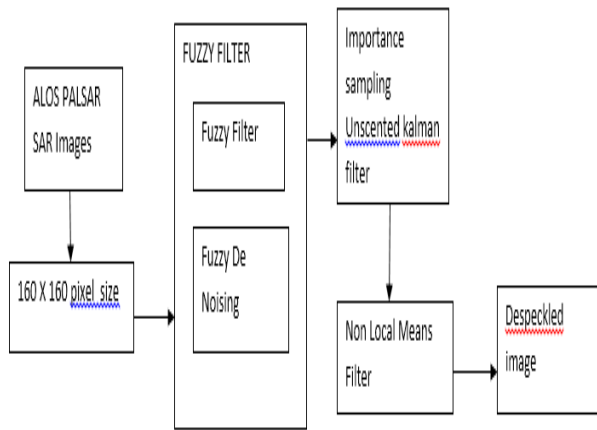 ALOS PALSAR
SAR Images
160 X 160 pixel size
FUZZY FILTER
Fuzzy Filter
Fuzzy De
Noising
Importance
sampling
Unscented kalman
filter
Non Local Means
Filter
Despeckled
image